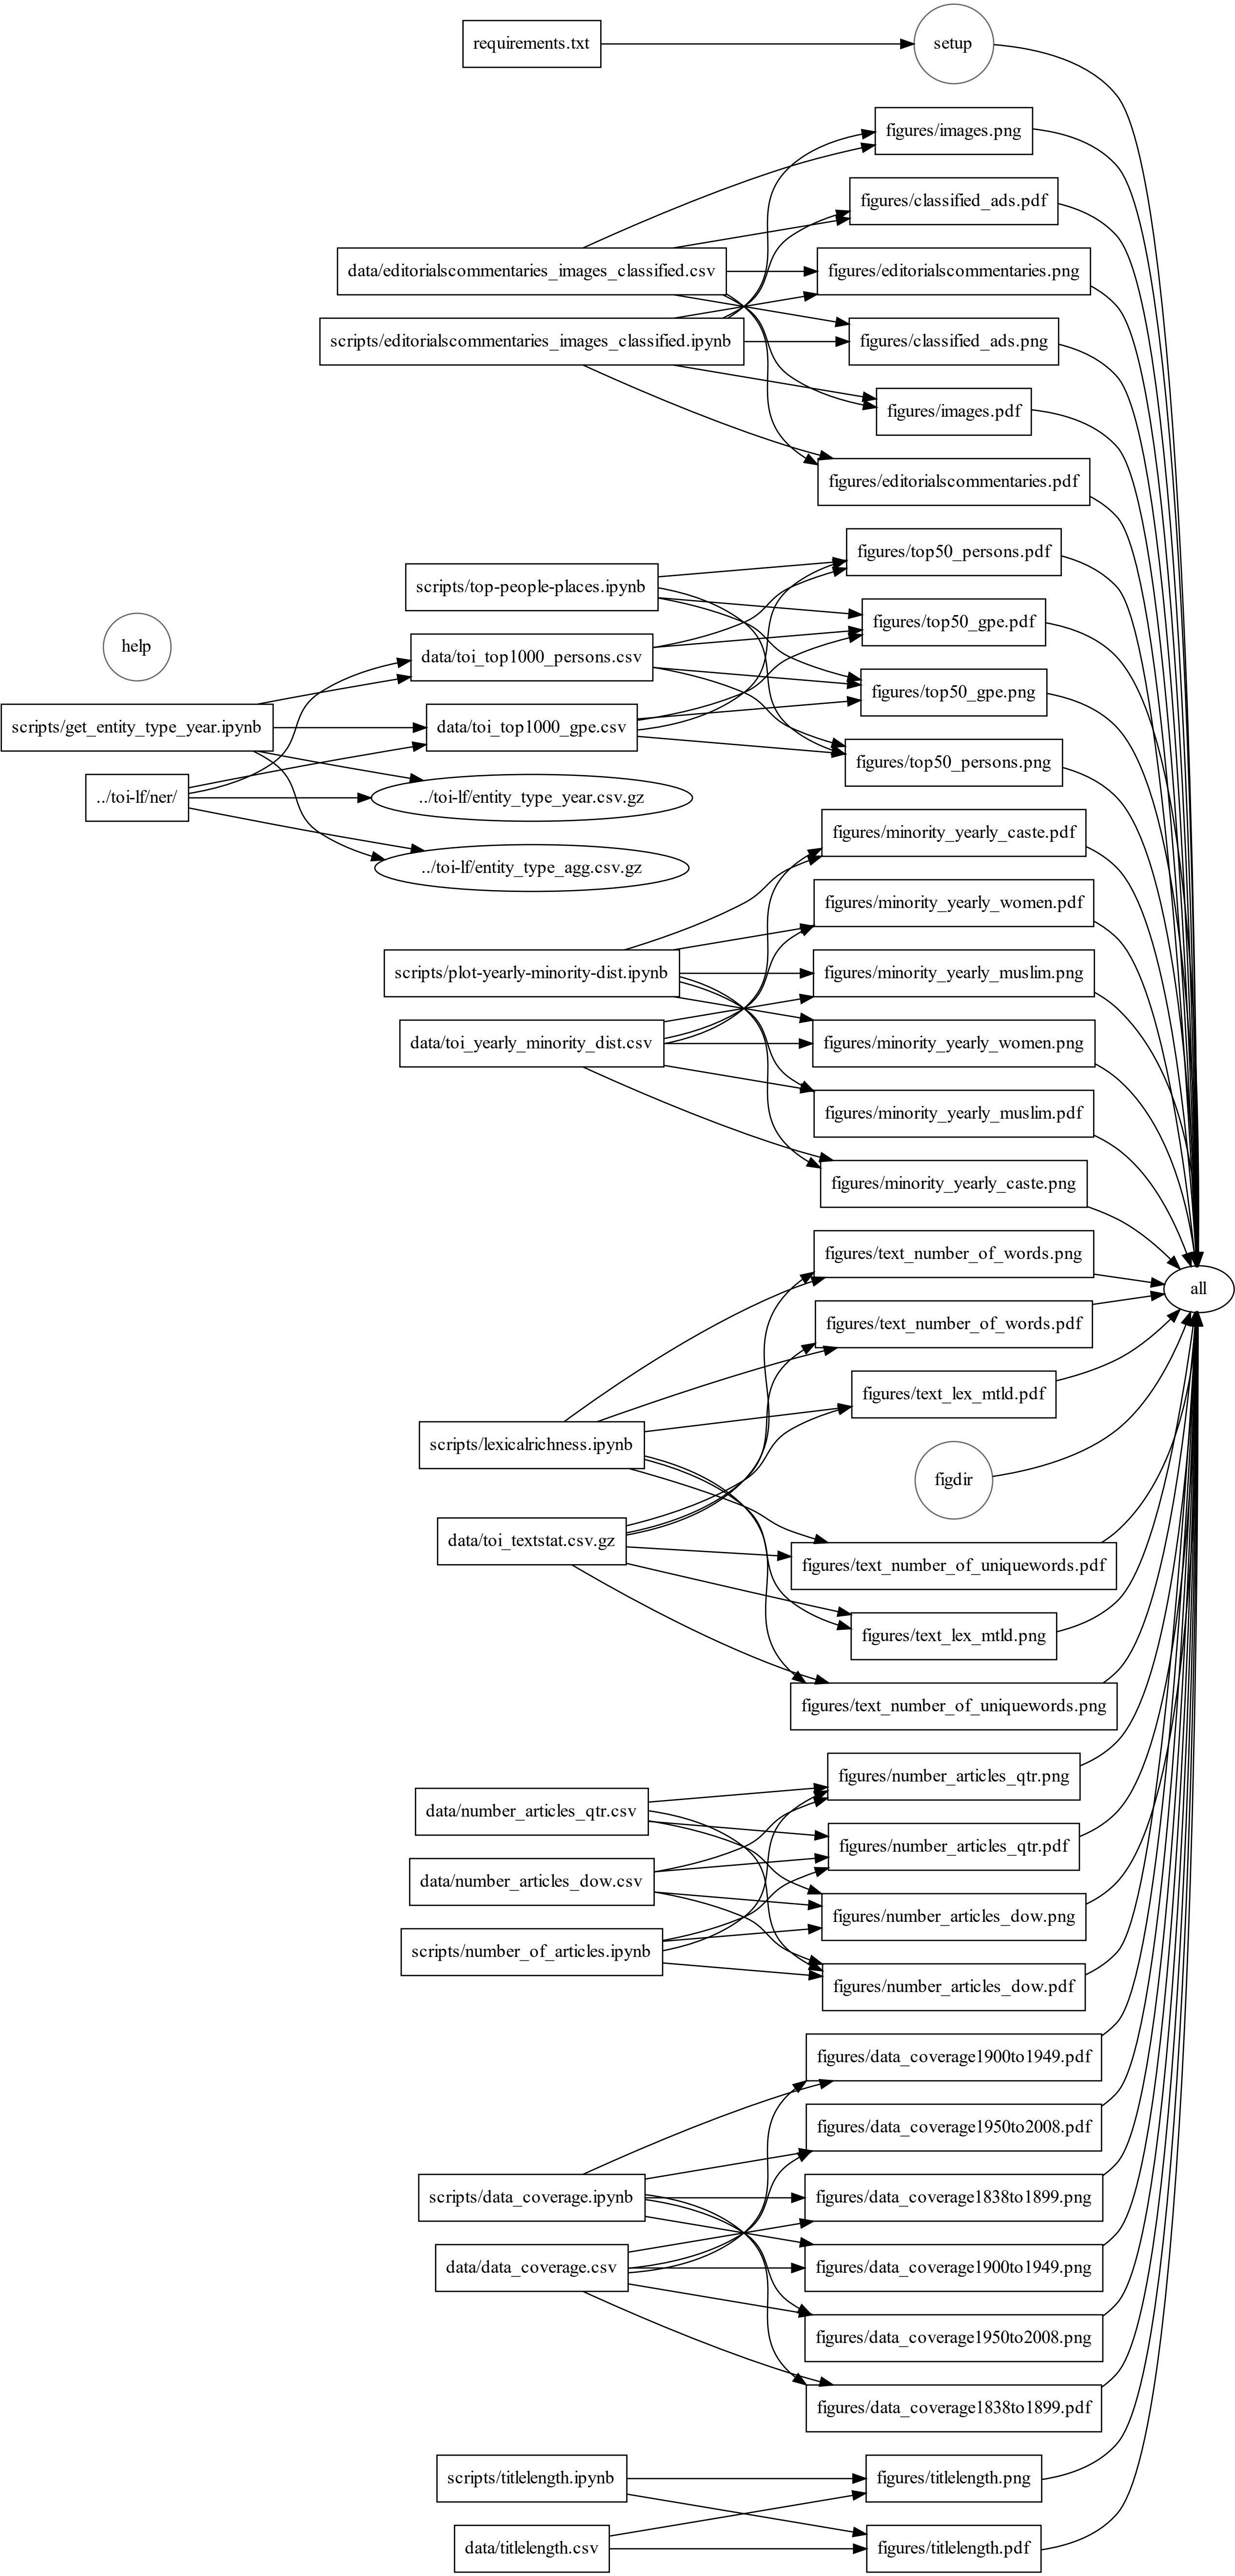 requirements.txt
setup
figures/images.png
figures/classified_ads.pdf
data/editorialscommentaries_images_classified.csv
figures/editorialscommentaries.png
scripts/editorialscommentaries_images_classified.ipynb
figures/classified_ads.png
figures/images.pdf
figures/editorialscommentaries.pdf
figures/top50_persons.pdf
scripts/top-people-places.ipynb
figures/top50_gpe.pdf
help
data/toi_top1000_persons.csv
figures/top50_gpe.png
scripts/get_entity_type_year.ipynb
data/toi_top1000_gpe.csv
figures/top50_persons.png
../toi-lf/ner/
../toi-lf/entity_type_year.csv.gz
figures/minority_yearly_caste.pdf
../toi-lf/entity_type_agg.csv.gz
figures/minority_yearly_women.pdf
scripts/plot-yearly-minority-dist.ipynb
figures/minority_yearly_muslim.png
data/toi_yearly_minority_dist.csv
figures/minority_yearly_women.png
figures/minority_yearly_muslim.pdf
figures/minority_yearly_caste.png
figures/text_number_of_words.png
all
figures/text_number_of_words.pdf
figures/text_lex_mtld.pdf
scripts/lexicalrichness.ipynb
figdir
data/toi_textstat.csv.gz
figures/text_number_of_uniquewords.pdf
figures/text_lex_mtld.png
figures/text_number_of_uniquewords.png
figures/number_articles_qtr.png
data/number_articles_qtr.csv
figures/number_articles_qtr.pdf
data/number_articles_dow.csv
figures/number_articles_dow.png
scripts/number_of_articles.ipynb
figures/number_articles_dow.pdf
figures/data_coverage1900to1949.pdf
figures/data_coverage1950to2008.pdf
scripts/data_coverage.ipynb
figures/data_coverage1838to1899.png
data/data_coverage.csv
figures/data_coverage1900to1949.png
figures/data_coverage1950to2008.png
figures/data_coverage1838to1899.pdf
scripts/titlelength.ipynb
figures/titlelength.png
data/titlelength.csv
figures/titlelength.pdf